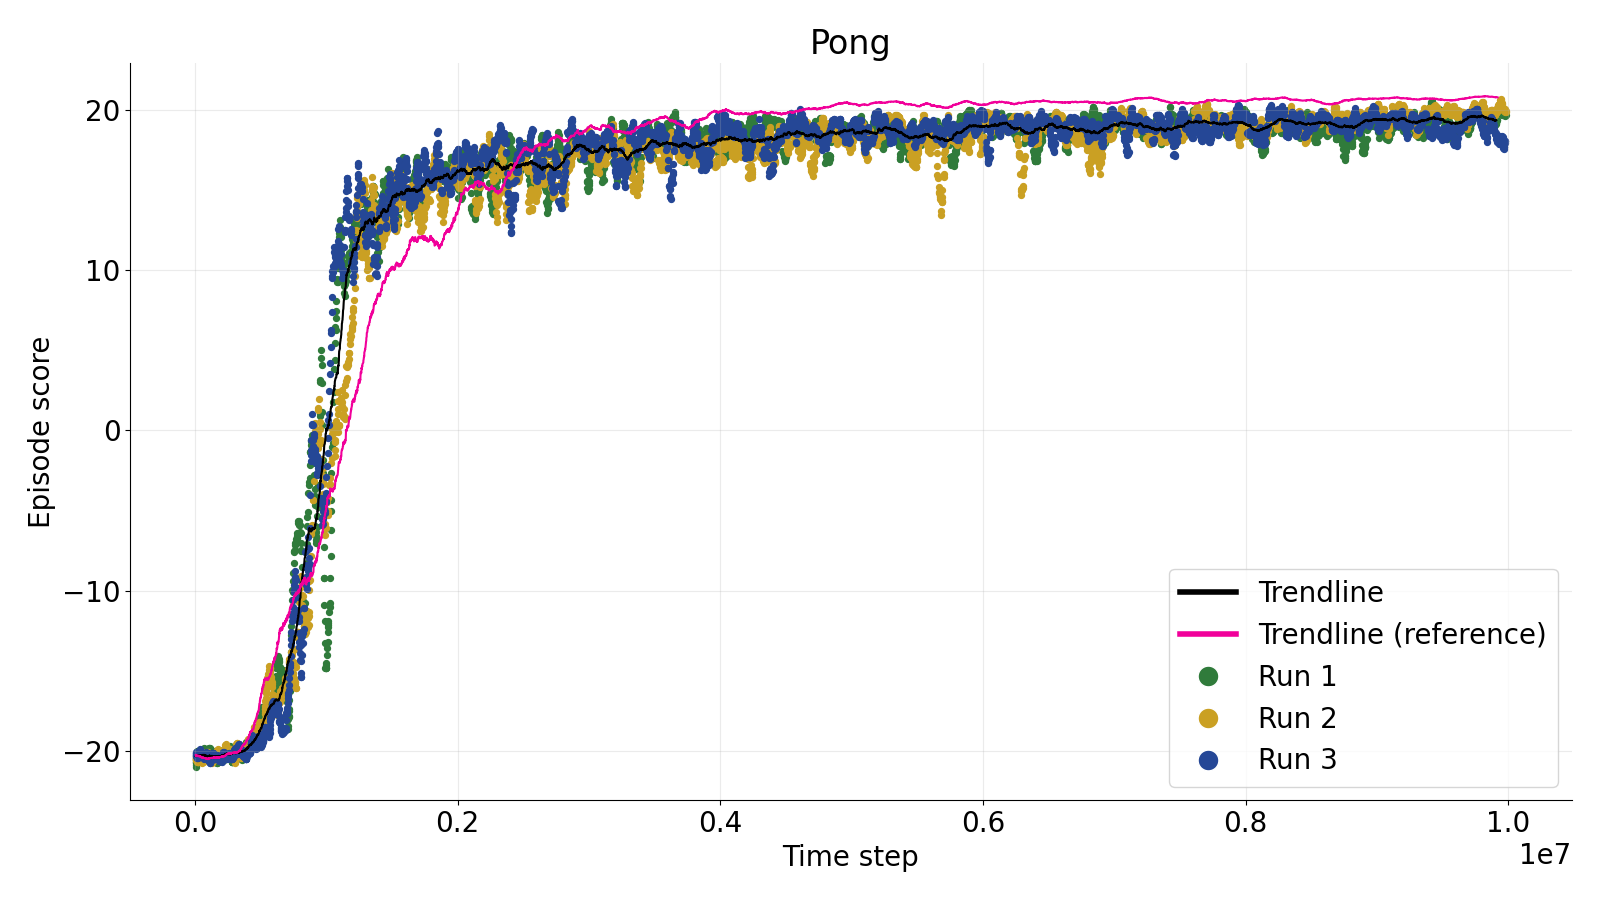 Pong
Episode score
20
10
0
−10
−20
0.0
0.2
0.4
0.6
0.8
1.0
1e7
Time step
Trendline
Trendline (reference)
Run 1
Run 2
Run 3